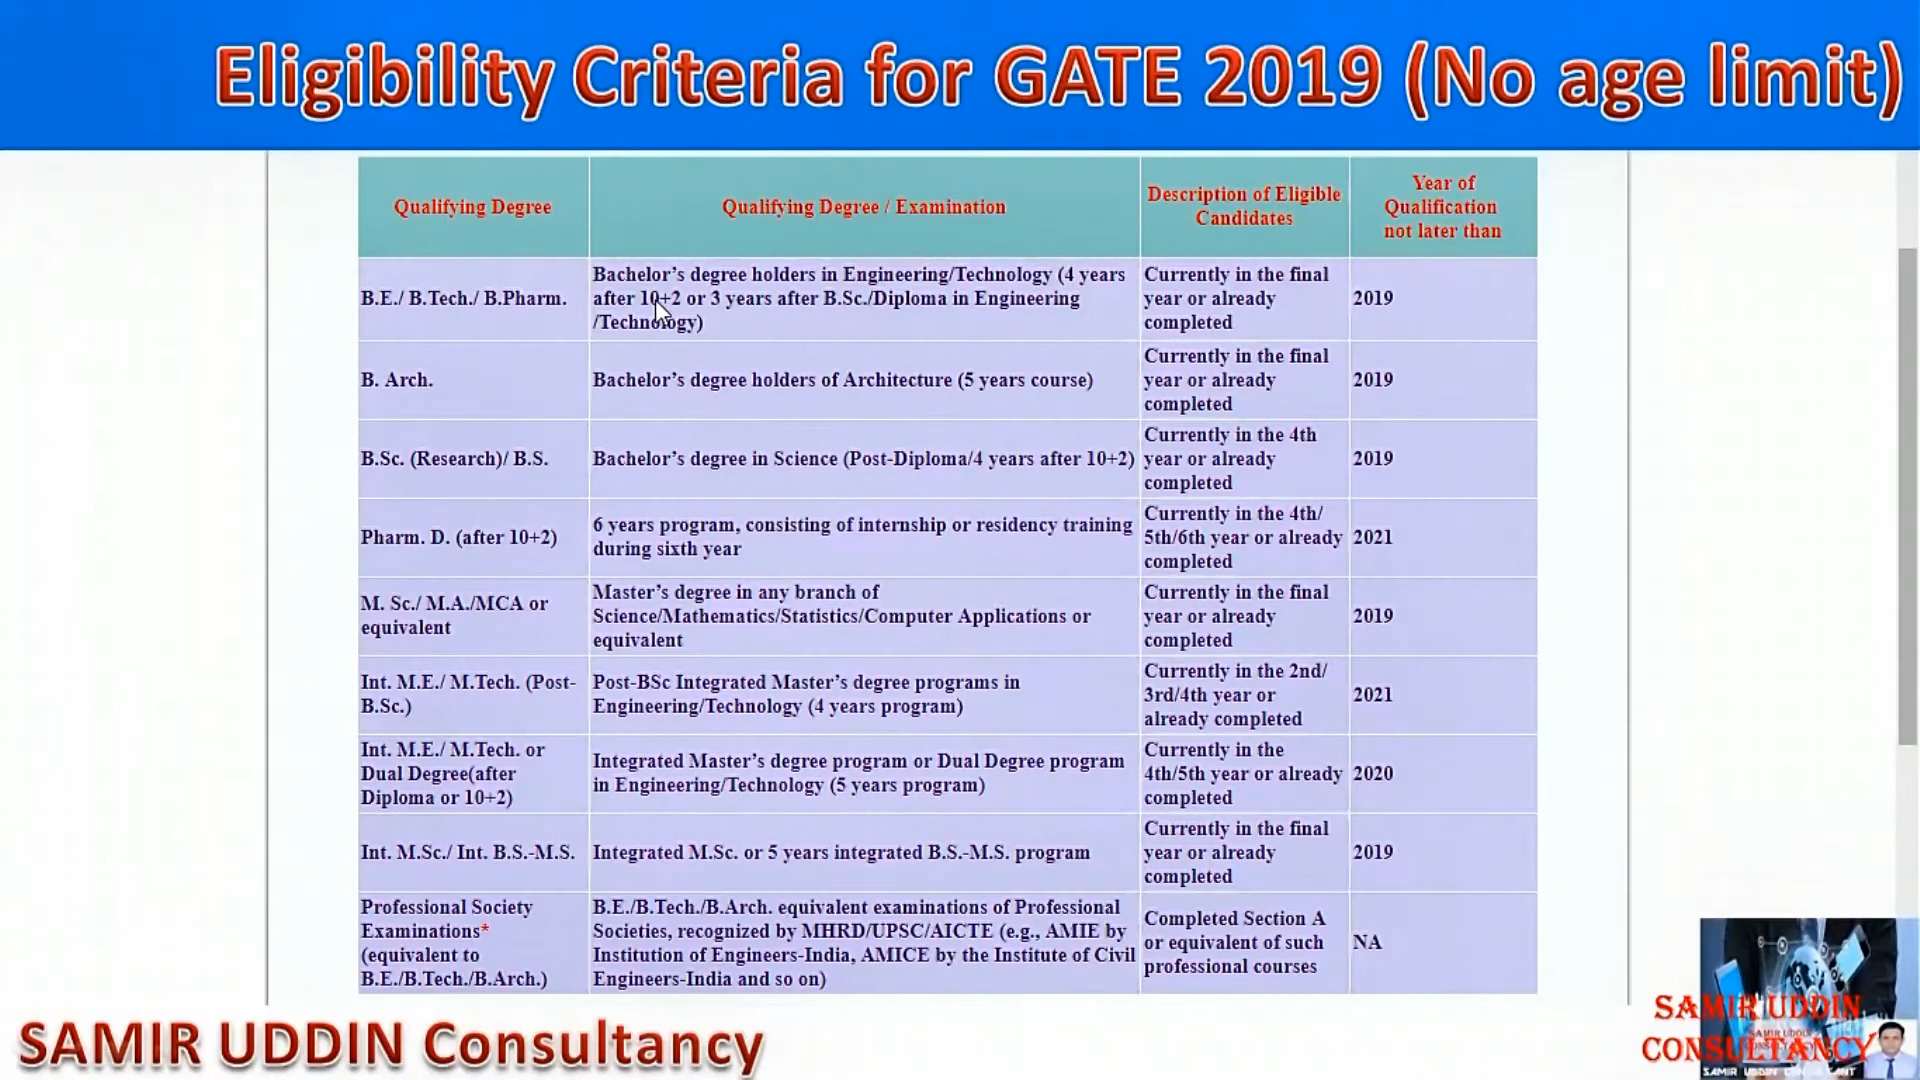 Eligibility Criteria for GATE 2019 (No age limit)
Qualifying Degree
Qualifying Degree / Examination
Description of Eligible
Candidates
Year of
Qualification
not later than
B.E./ B.Tech./ B.Pharm.
Bachelor's degree holders in Engineering/Technology (4 years
after 10+2 or 3 years after B.Sc./Diploma in Engineering
/Technology)
Currently in the final
year or already
completed
2019
B. Arch.
Bachelor's degree holders of Architecture (5 years course)
Currently in the final
year or already
completed
2019
B.Sc. (Research)/ B.S.
Bachelor's degree in Science (Post-Diploma/4 years after 10+2)
Currently in the 4th
year or already
completed
2019
Pharm. D. (after 10+2)
6 years program, consisting of internship or residency training
during sixth year
Currently in the 4th/
5th/6th year or already
completed
2021
M. Sc./ M.A./MCA or
equivalent
Master's degree in any branch of
Science/Mathematics/Statistics/Computer Applications or
equivalent
Currently in the final
year or already
completed
2019
Int. M.E./ M.Tech. (Post-
B.Sc.)
Post-BSc Integrated Master's degree programs in
Engineering/Technology (4 years program)
Currently in the 2nd/
3rd/4th year or
already completed
2021
Int. M.E./ M.Tech. or
Dual Degree(after
Diploma or 10+2)
Integrated Master's degree program or Dual Degree program
in Engineering/Technology (5 years program)
Currently in the
4th/5th year or already
completed
2020
Int. M.Sc./ Int. B.S.-M.S.
Integrated M.Sc. or 5 years integrated B.S.-M.S. program
Currently in the final
year or already
completed
2019
Professional Society
Examinations*
(equivalent to
B.E./B.Tech./B.Arch.)
B.E./B.Tech./B.Arch. equivalent examinations of Professional
Societies, recognized by MHRD/UPSC/AICTE (e.g., AMIE by
Institution of Engineers-India, AMICE by the Institute of Civil
Engineers-India and so on)
Completed Section A
or equivalent of such
professional courses
NA
SAMIR UDDIN Consultancy
SAMIR UDDIN
SAMIR UDDIN
CONSULTANCY
SAMIR UDDIN